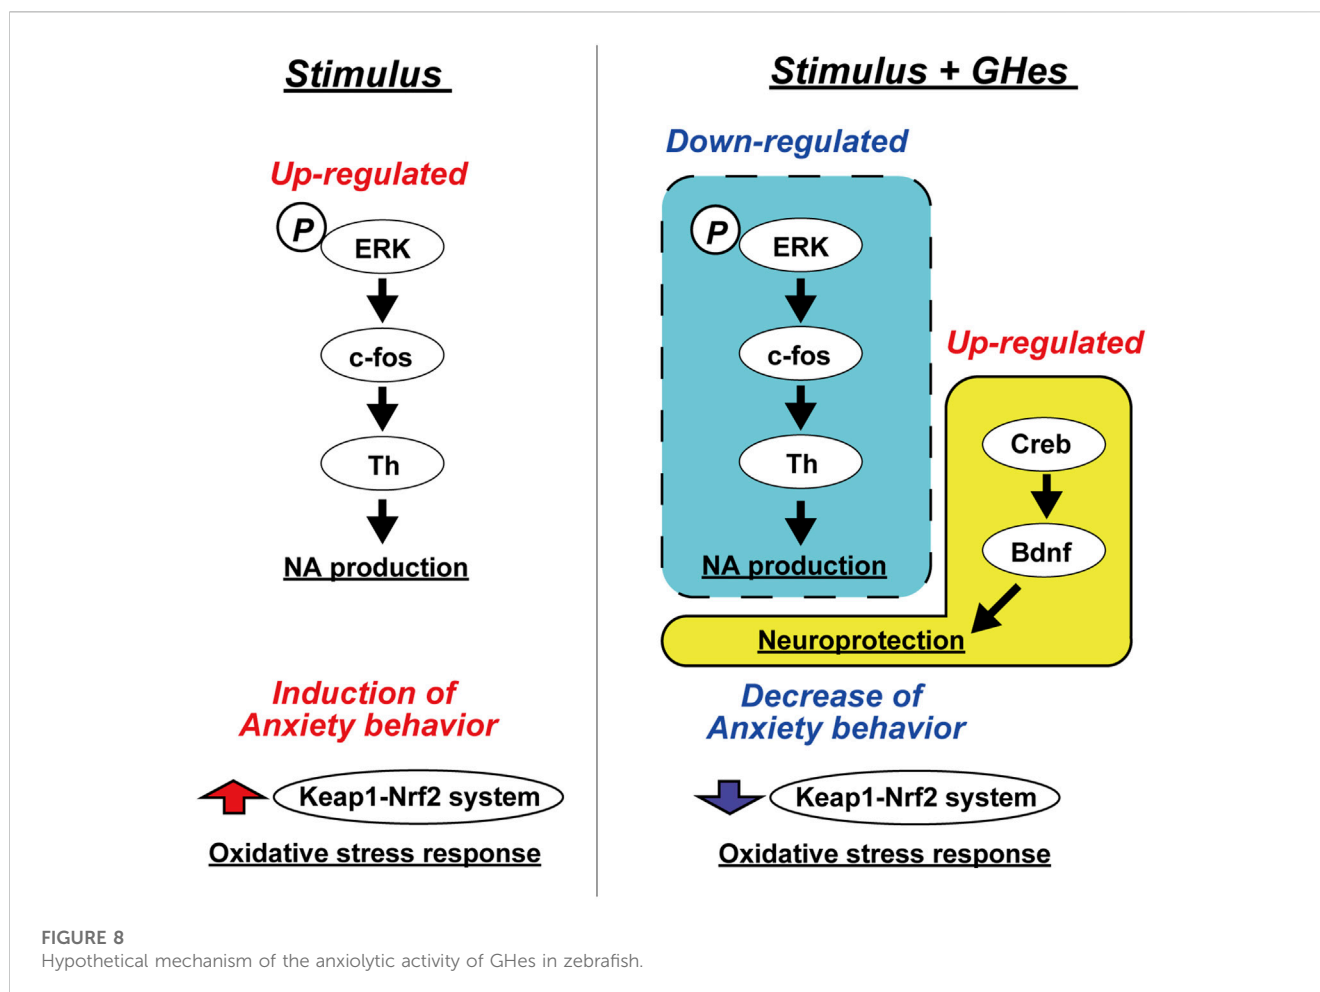 Stimulus
Up-regulated
P
ERK
c-fos
Th
NA production
Induction of
Anxiety behavior
Keap1-Nrf2 system
Oxidative stress response
Stimulus + GHes
Down-regulated
P
ERK
c-fos
Th
NA production
Up-regulated
Creb
Bdnf
Neuroprotection
Decrease of
Anxiety behavior
Keap1-Nrf2 system
Oxidative stress response
FIGURE 8
Hypothetical mechanism of the anxiolytic activity of GHes in zebrafish.